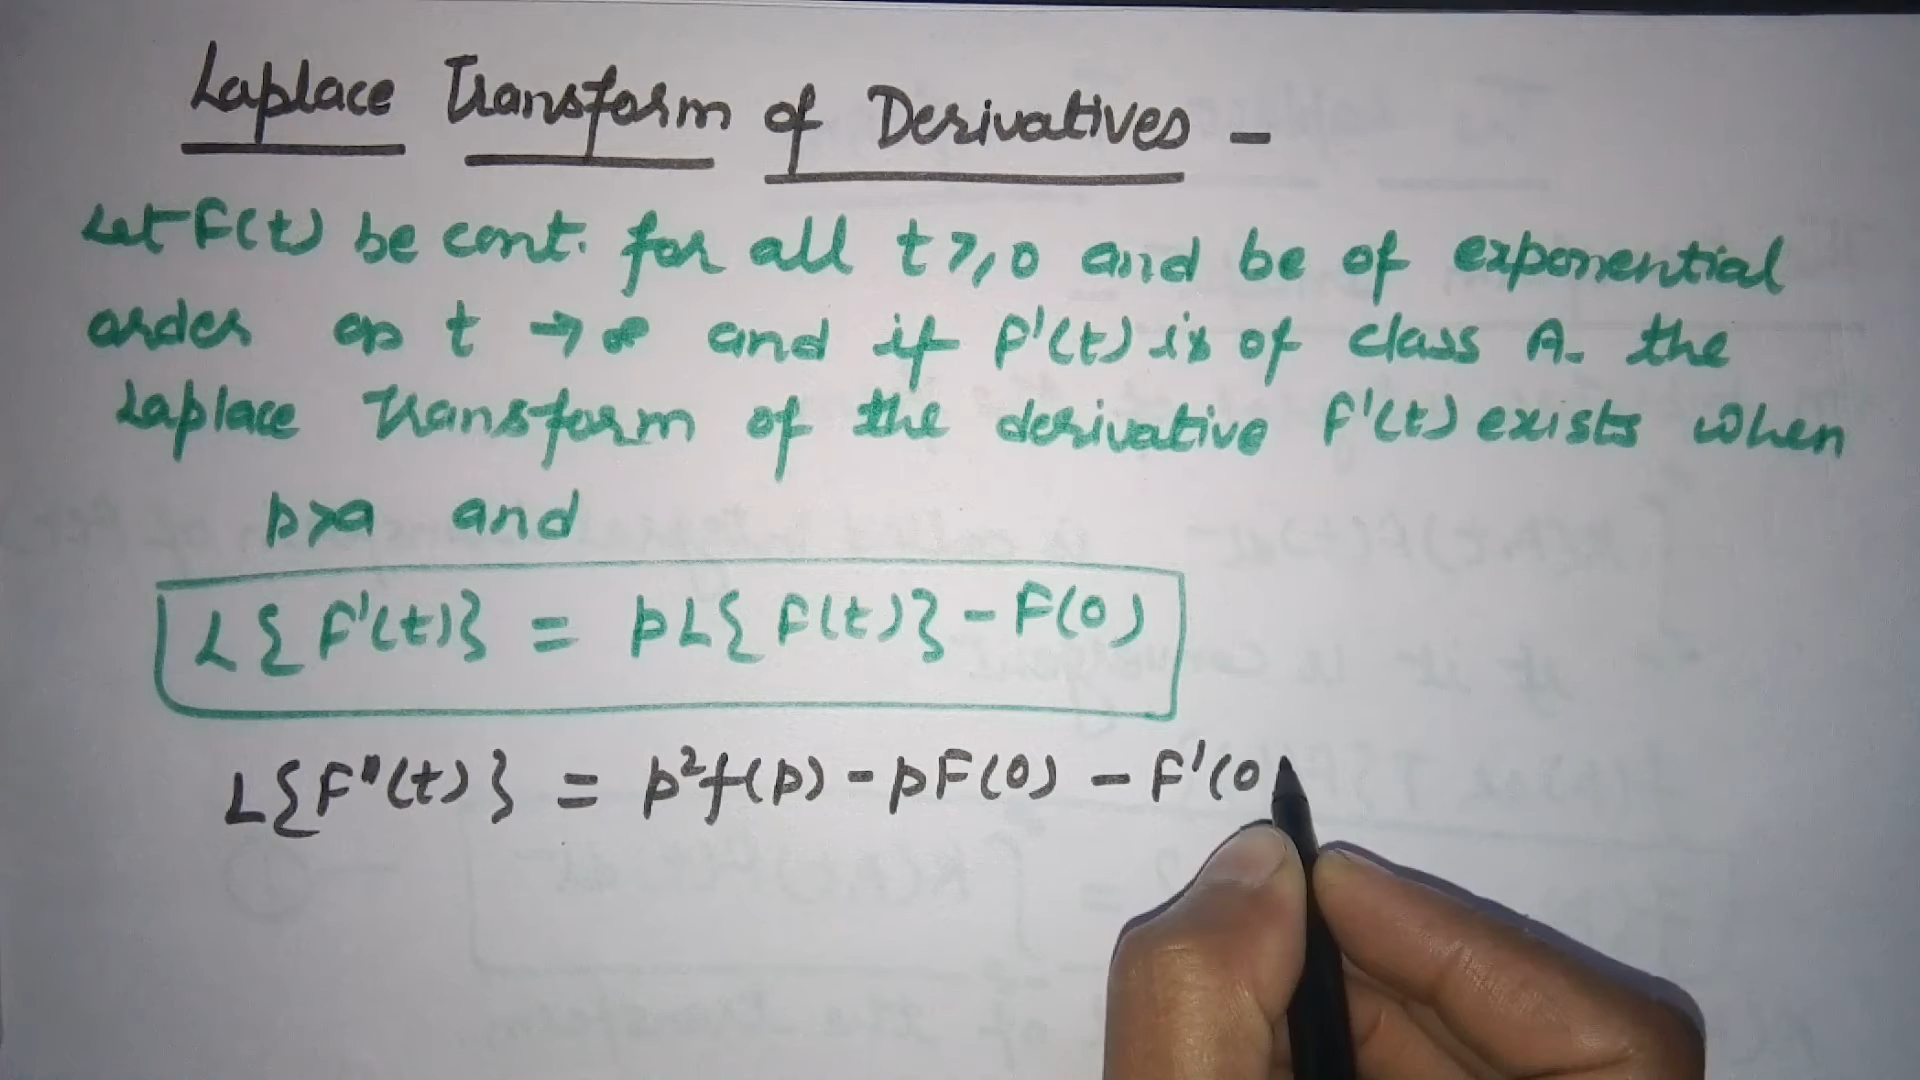 Laplace Transform of Derivatives -
Let F(t) be cont. for all t ≥ 0 and be of exponential
order as t → ∞ and if F'(t) is of class A. the
Laplace Transform of the derivative F'(t) exists when
p>a and
L{F'(t)} = pL{F(t)} - F(0)
L{F"(t)} = p²f(p) - pF(0) - F'(0